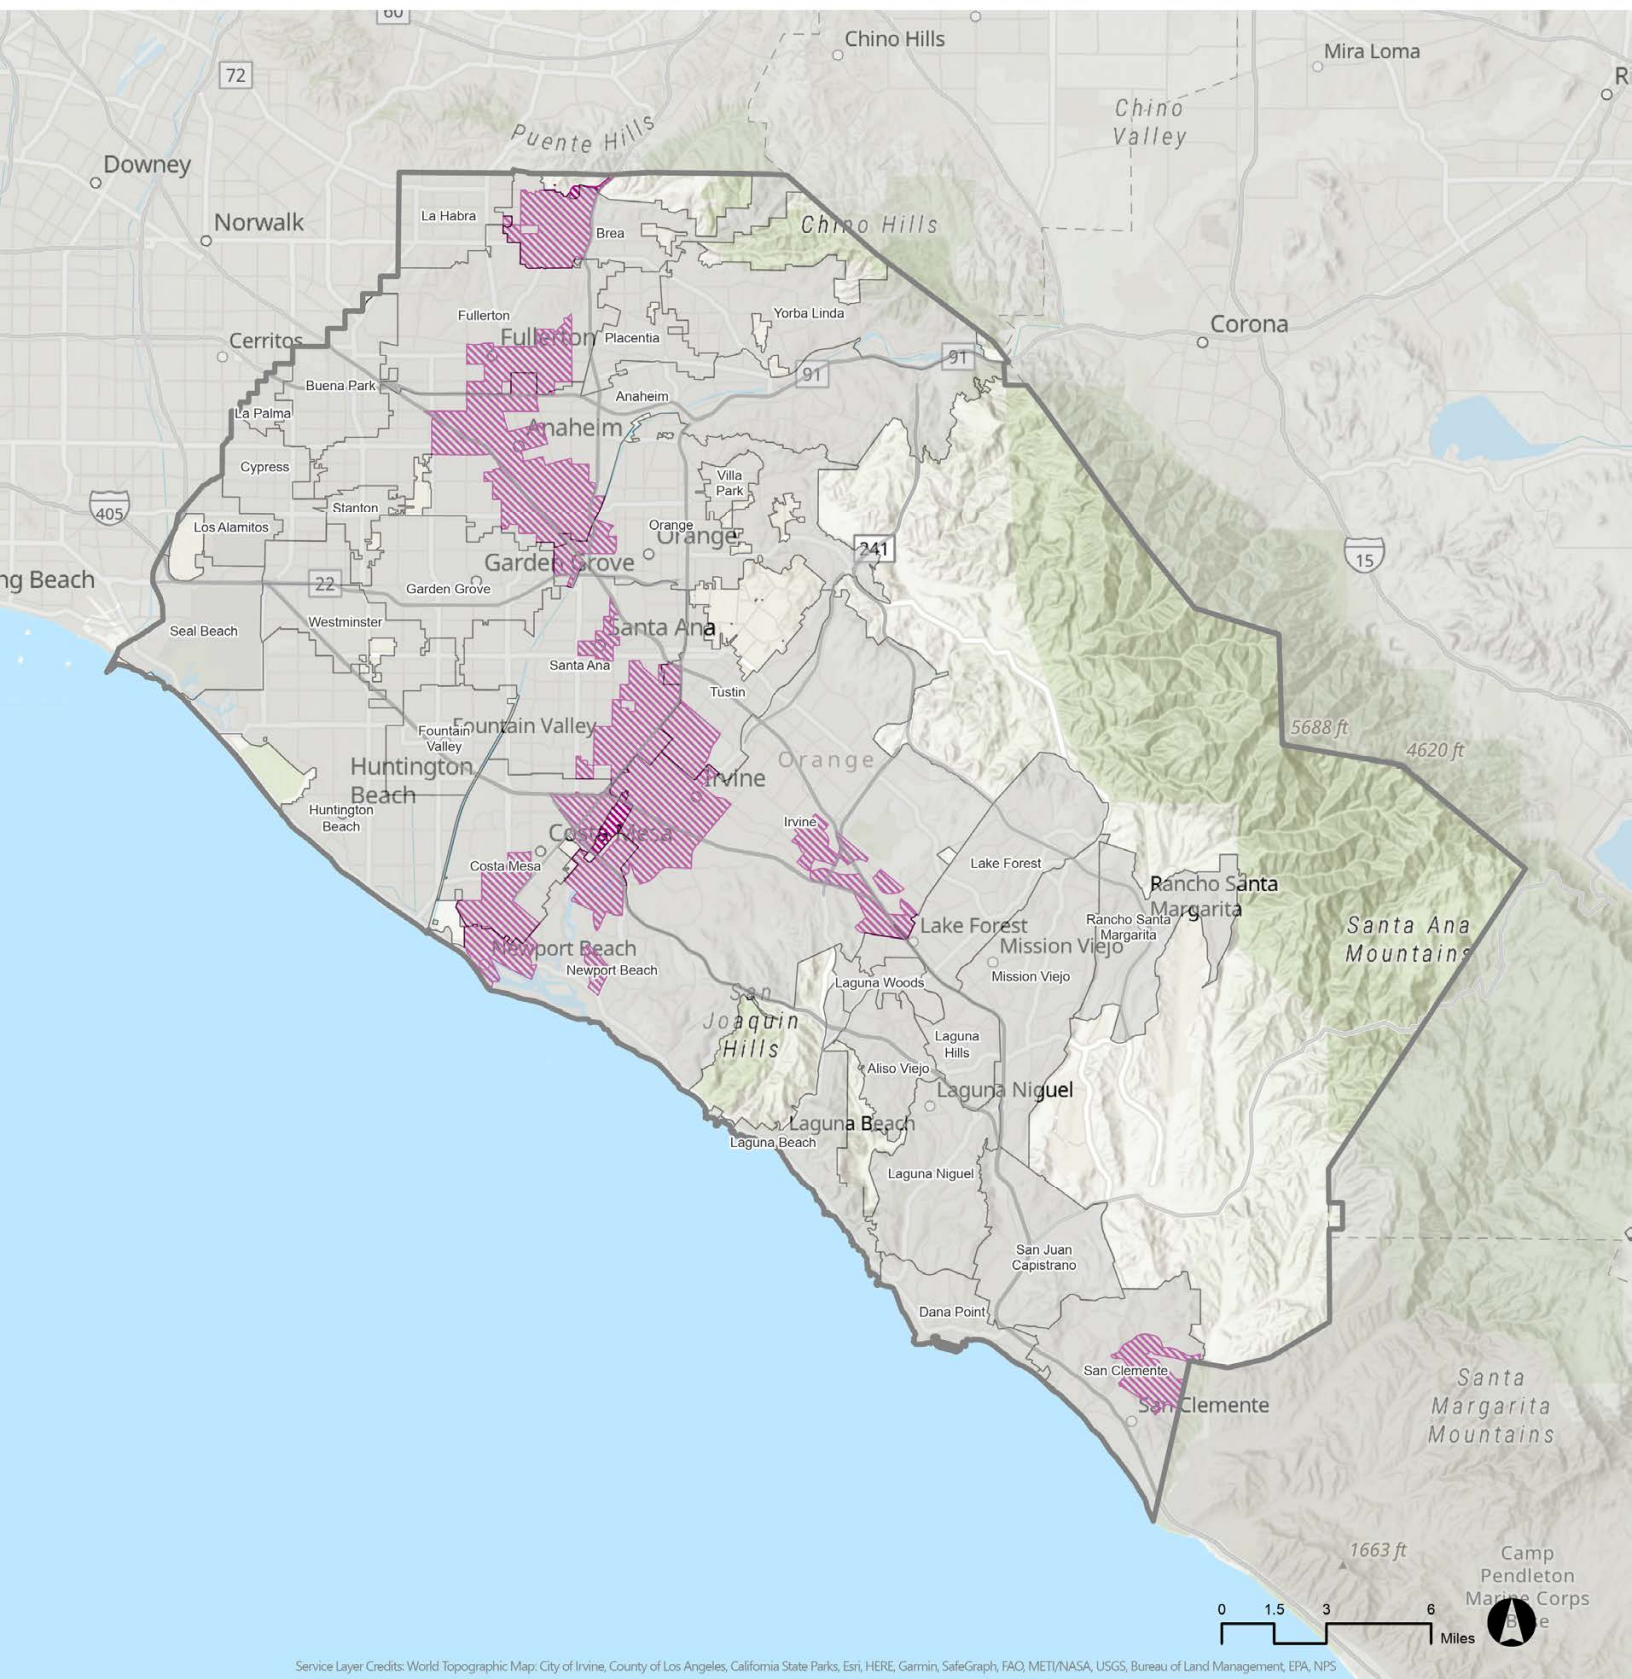 60
Chino Hills
Mira Loma
72
R
Chino
Valley
Puente Hills
Downey
La Habra
Norwalk
Brea
Chino Hills
Fullerton
Yorba Linda
Corona
Cerritos
Fullerton
Placentia
91
91
Buena Park
Anaheim
La Palma
Anaheim
Cypress
Villa
Park
405
Stanton
Los Alamitos
Orange
Orange
241
15
Garden Grove
ng Beach
22
Garden Grove
Westminster
Seal Beach
Santa Ana
Santa Ana
Tustin
5688 ft
Fountain Valley
Fountain
Valley
4620 ft
Orange
Huntington
Beach
Irvine
Huntington
Beach
Irvine
Costa Mesa
Costa Mesa
Lake Forest
Rancho Santa
Margarita
Rancho Santa
Margarita
Lake Forest
Santa Ana
Mountains
Mission Viejo
Newport Beach
Newport Beach
Mission Viejo
Laguna Woods
San
Joaquin
Hills
Laguna
Hills
Aliso Viejo
Laguna Niguel
Laguna Beach
Laguna Beach
Laguna Niguel
San Juan
Capistrano
Dana Point
San Clemente
San Clemente
Santa
Margarita
Mountains
1663 ft
Camp
Pendleton
Marine Corps
Base
0 1.5 3 6
Miles
Service Layer Credits: World Topographic Map: City of Irvine, County of Los Angeles, California State Parks, Esri, HERE, Garmin, SafeGraph, FAO, METI/NASA, USGS, Bureau of Land Management, EPA, NPS